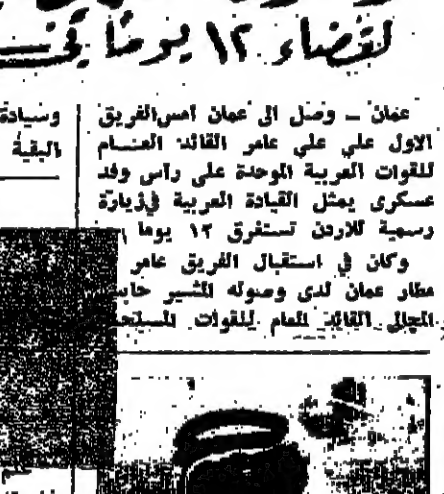 لقضاء ١٢ يوماً
عمان ــ وصل الى عمان امس الفريق
الاول علي علي عامر القائد العام
للقوات العربية الموحدة على رأس وفد
عسكرى يمثل القيادة العربية في زيارة
رسمية للاردن تستغرق ١٢ يوما
وكان في استقبال الفريق عامر
مطار عمان لدى وصوله المشير حابس
المجالي القائد العام للقوات المسلحة
وسيادة
البقية